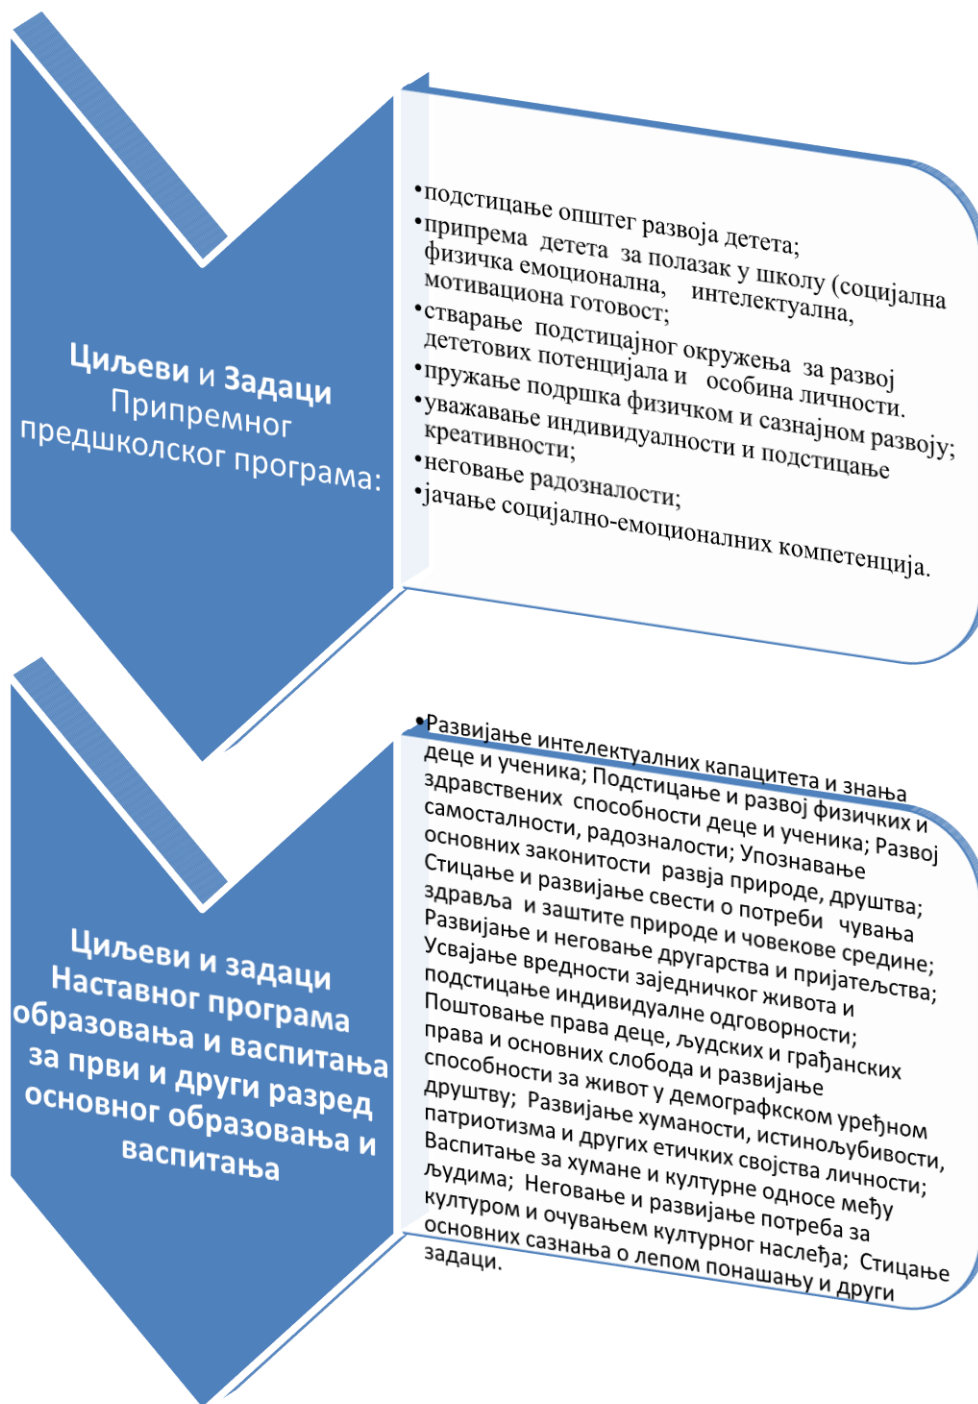 Циљеви и Задаци
Припремног
предшколског програма:
•подстицање општег развоја детета;
•припрема детета за полазак у школу (социјална
физичка емоционална, интелектуална,
мотивациона готовост;
•стварање подстицајног окружења за развој
дететових потенцијала и особина личности.
•пружање подршка физичком и сазнајном развоју;
•уважавање индивидуалности и подстицање
креативности;
•неговање радозналости;
•јачање социјално-емоционалних компетенција.
Циљеви и задаци
Наставног програма
образовања и васпитања
за први и други разред
основног образовања и
васпитања
•Развијање интелектуалних капацитета и знања
деце и ученика; Подстицање и развој физичких и
здравствених способности деце и ученика; Развој
самосталности, радозналости; Упознавање
основних законитости развја природе, друштва;
Стицање и развијање свести о потреби чувања
здравља и заштите природе и човекове средине;
Развијање и неговање другарства и пријатељства;
Усвајање вредности заједничког живота и
подстицање индивидуалне одговорности;
Поштовање права деце, људских и грађанских
права и основних слобода и развијање
способности за живот у демографкском уређном
друштву; Развијање хуманости, истинољубивости,
патриотизма и других етичких својства личности;
Васпитање за хумане и културне односе међу
људима; Неговање и развијање потреба за
културом и очувањем културног наслеђа; Стицање
основних сазнања о лепом понашању и други
задаци.